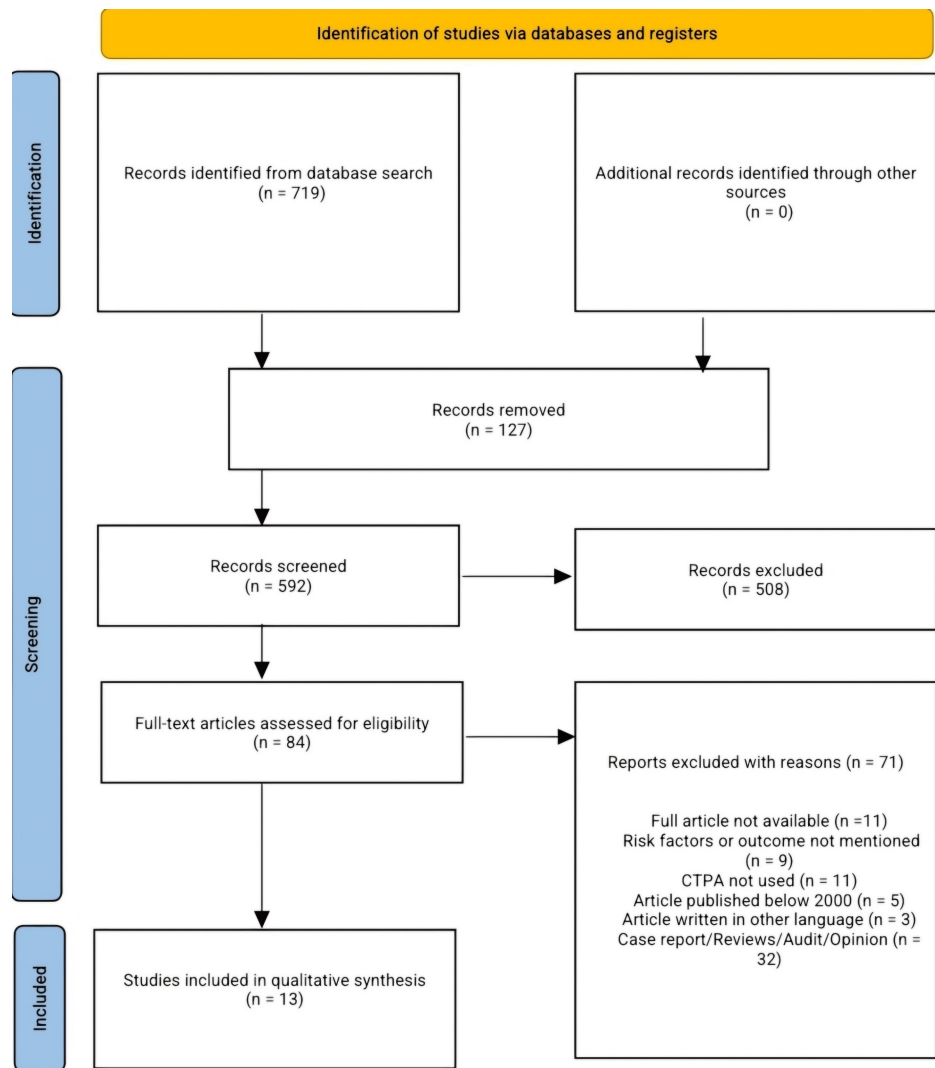 Identification of studies via databases and registers
Identification
Records identified from database search
(n = 719)
Additional records identified through other
sources
(n = 0)
Screening
Records removed
(n = 127)
Records screened
(n = 592)
Records excluded
(n = 508)
Full-text articles assessed for eligibility
(n = 84)
Reports excluded with reasons (n = 71)
Full article not available (n =11)
Risk factors or outcome not mentioned
(n = 9)
CTPA not used (n = 11)
Article published below 2000 (n = 5)
Article written in other language (n = 3)
Case report/Reviews/Audit/Opinion (n =
32)
Included
Studies included in qualitative synthesis
(n = 13)